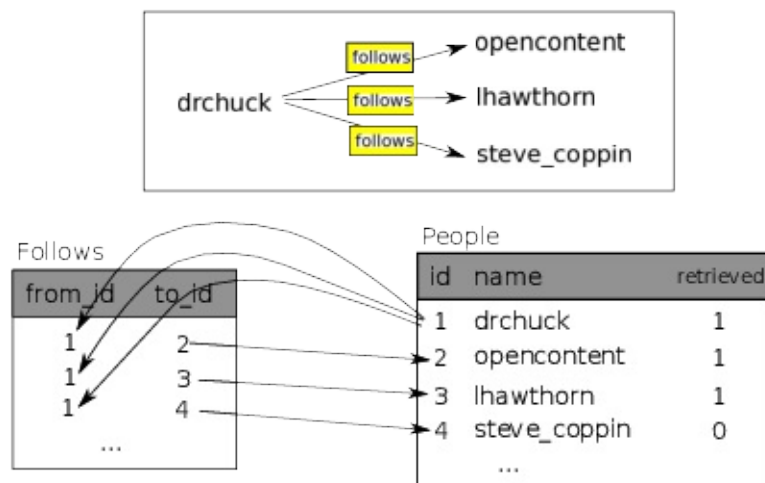 follows opencontent
drchuck follows lhawthorn
follows steve_coppin
Follows
from_id to_id
1 2
1 3
1 4
...
People
id name retrieved
1 drchuck 1
2 opencontent 1
3 lhawthorn 1
4 steve_coppin 0
...